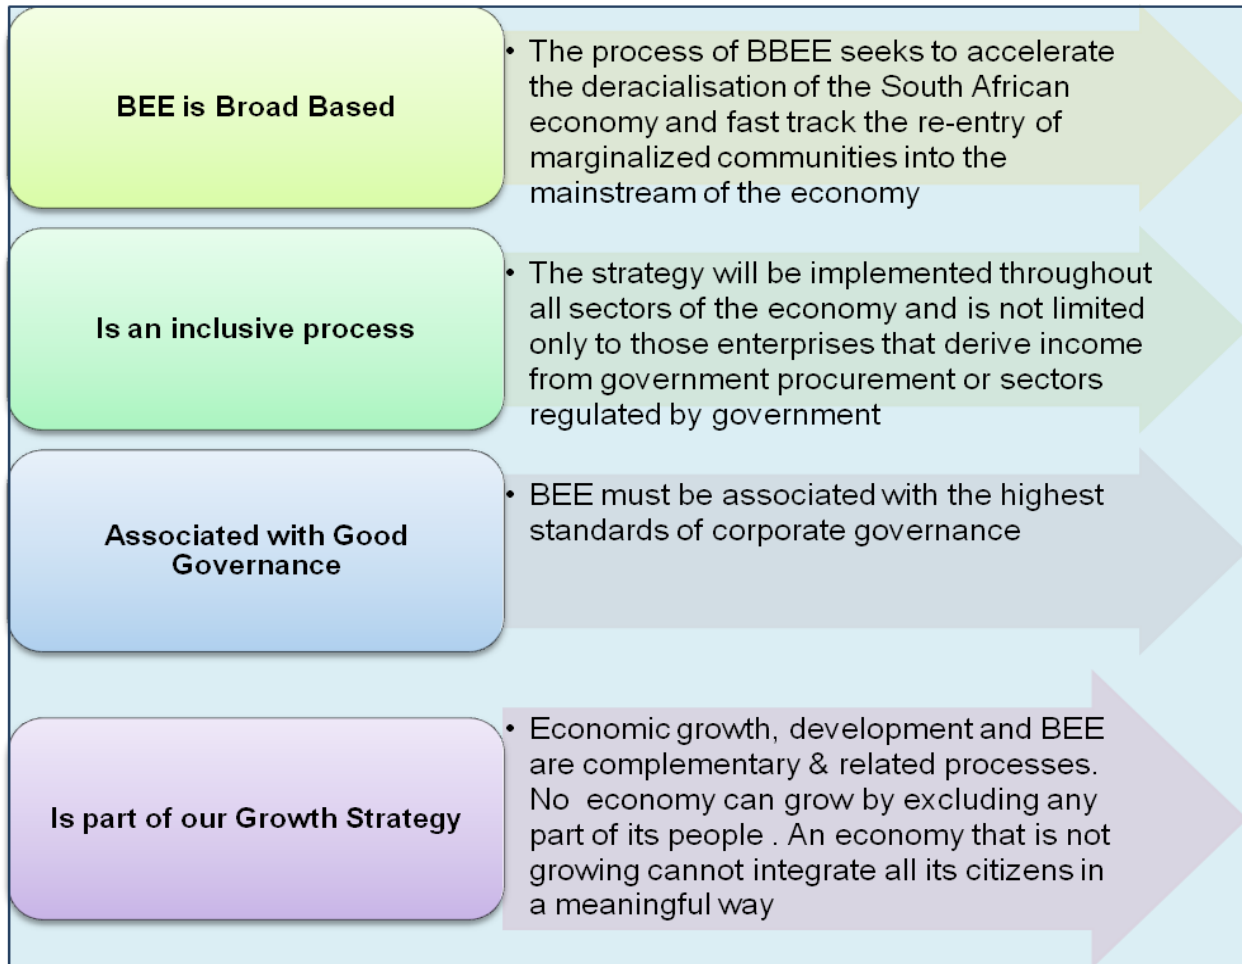 BEE is Broad Based
• The process of BBEE seeks to accelerate
the deracialisation of the South African
economy and fast track the re-entry of
marginalized communities into the
mainstream of the economy
Is an inclusive process
• The strategy will be implemented throughout
all sectors of the economy and is not limited
only to those enterprises that derive income
from government procurement or sectors
regulated by government
Associated with Good
Governance
• BEE must be associated with the highest
standards of corporate governance
Is part of our Growth Strategy
• Economic growth, development and BEE
are complementary & related processes.
No economy can grow by excluding any
part of its people . An economy that is not
growing cannot integrate all its citizens in
a meaningful way